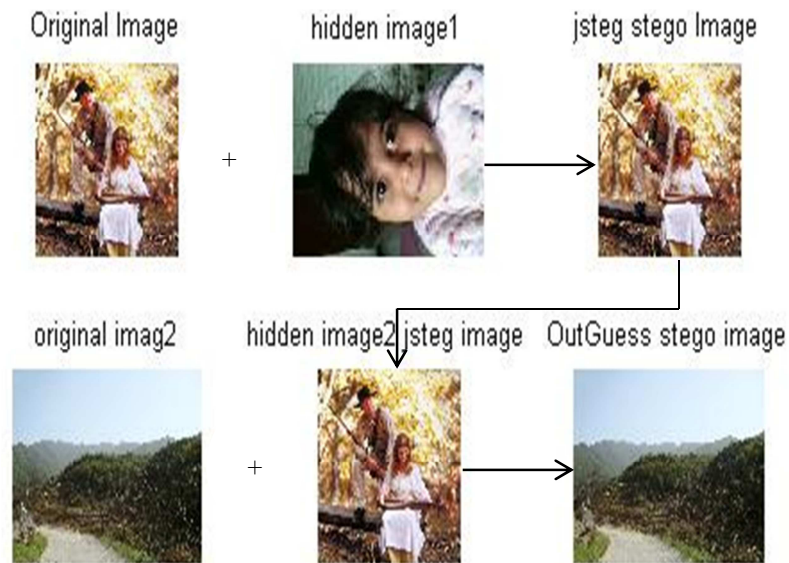 Original Image
hidden image1
jsteg stego Image
+
original imag2
hidden image2 jsteg image
OutGuess stego image
+